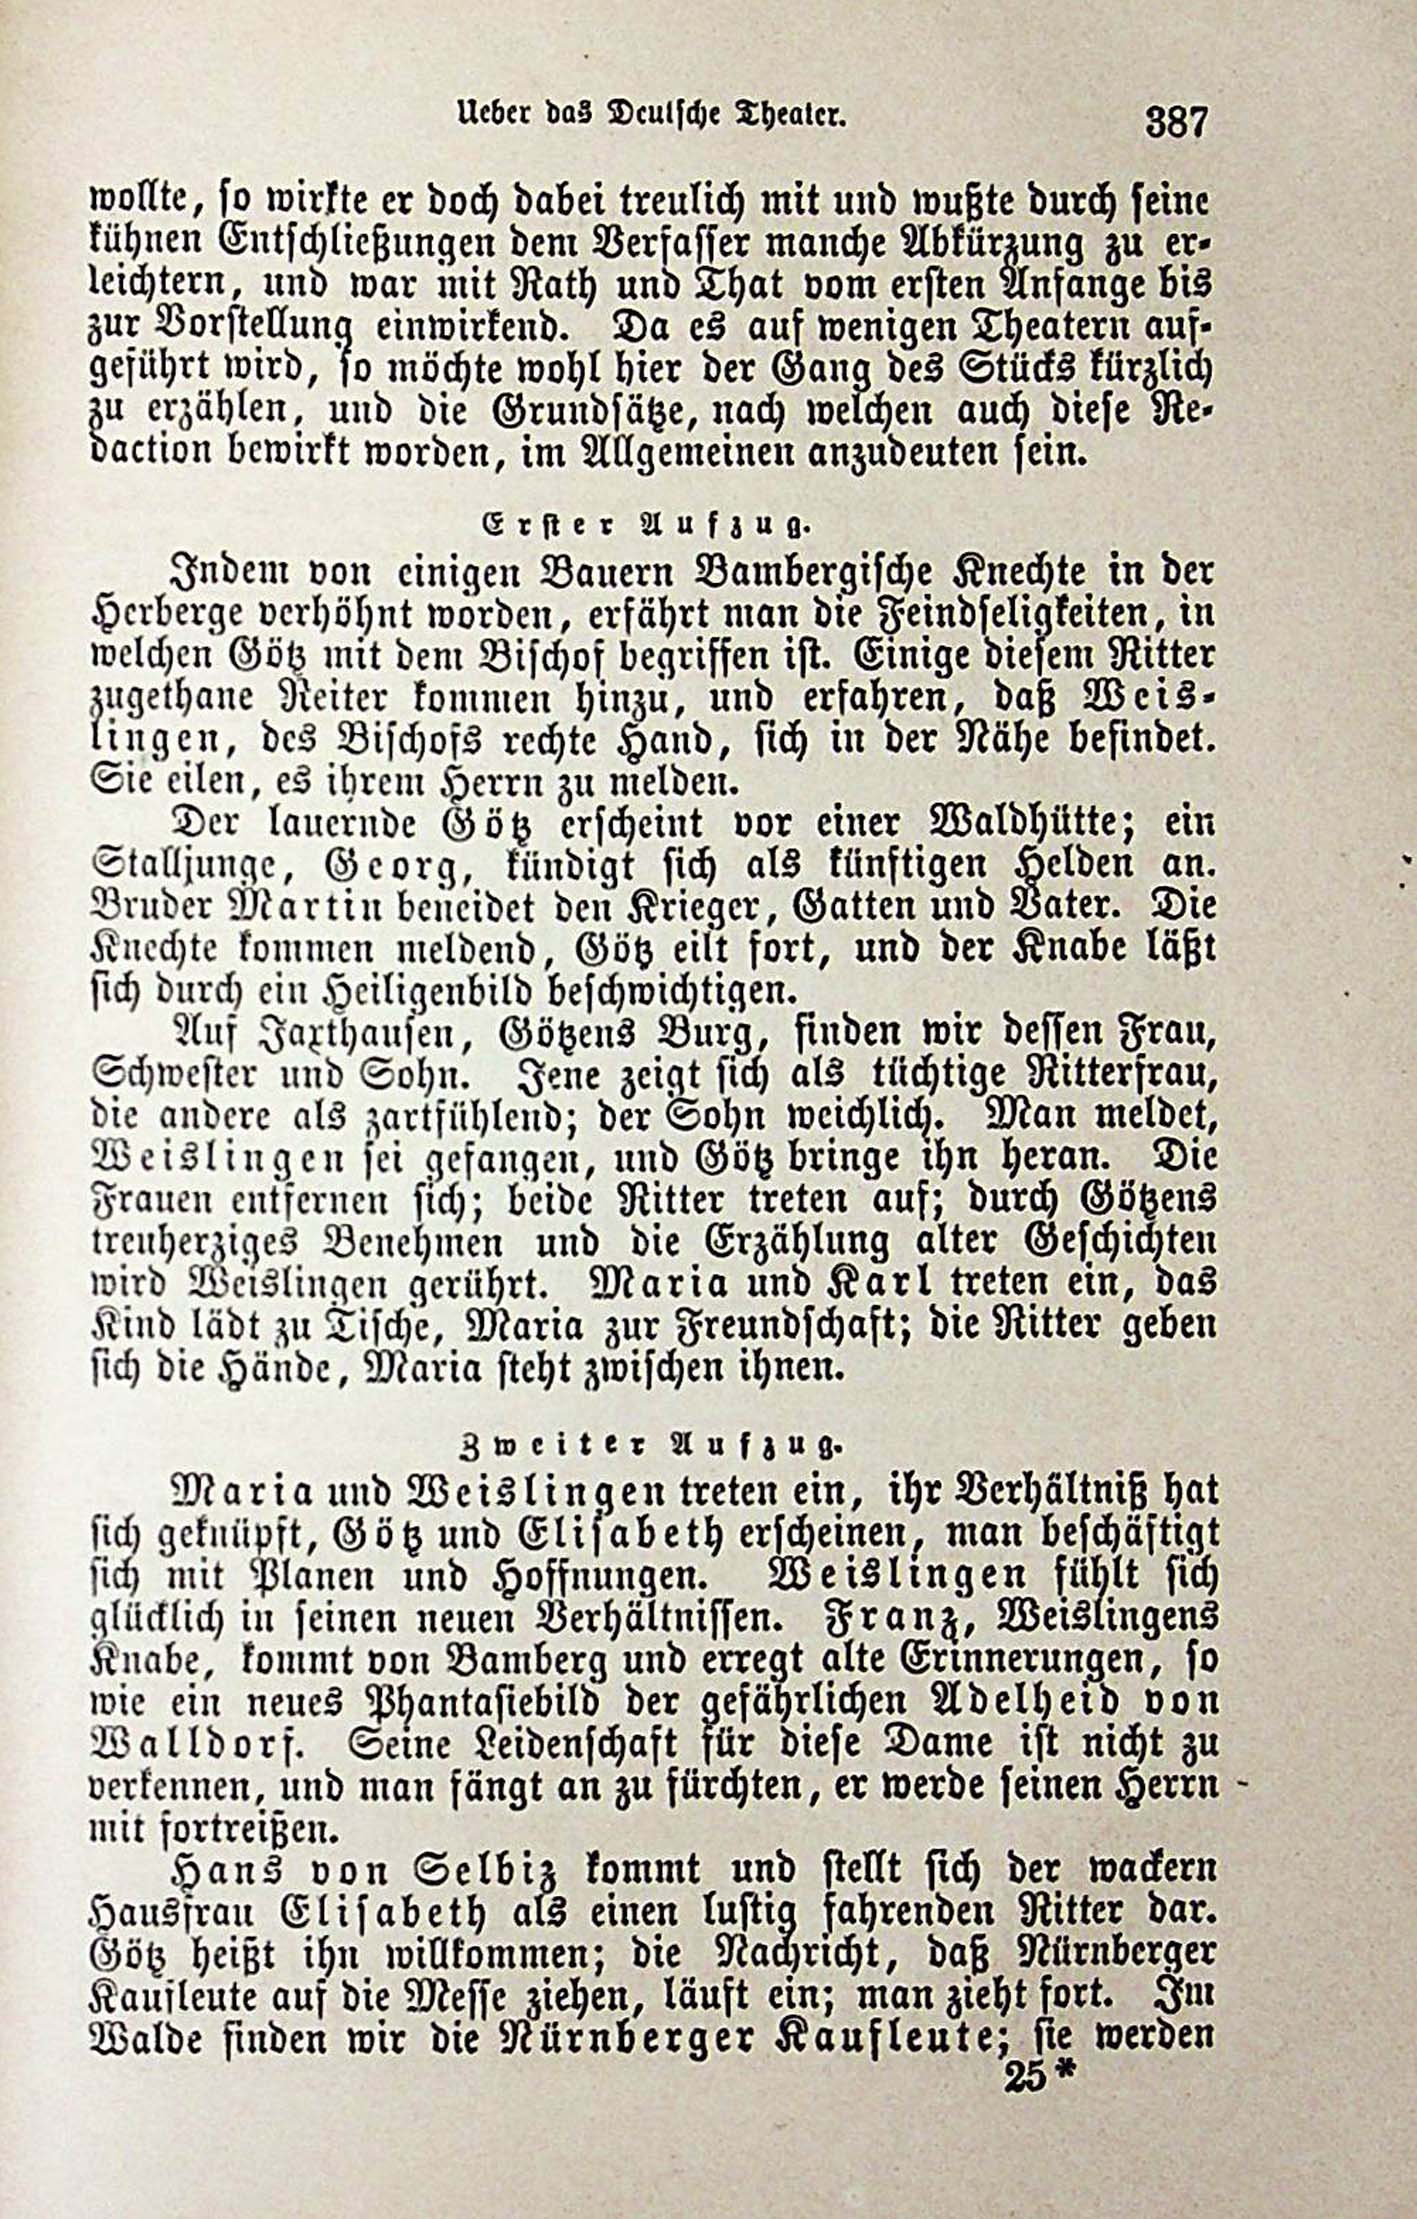 Ueber das Deutsche Theater.
387
wollte, so wirkte er doch dabei treulich mit und wußte durch seine
kühnen Entschließungen dem Verfasser manche Abkürzung zu er-
leichtern, und war mit Rath und That vom ersten Anfange bis
zur Vorstellung einwirkend. Da es auf wenigen Theatern auf-
geführt wird, so möchte wohl hier der Gang des Stücks kürzlich
zu erzählen, und die Grundsätze, nach welchen auch diese Re-
daction bewirkt worden, im Allgemeinen anzudeuten sein.
Erster Aufzug.
Indem von einigen Bauern Bambergische Knechte in der
Herberge verhöhnt worden, erfährt man die Feindseligkeiten, in
welchen Götz mit dem Bischof begriffen ist. Einige diesem Ritter
zugethane Reiter kommen hinzu, und erfahren, daß Weis-
lingen, des Bischofs rechte Hand, sich in der Nähe befindet.
Sie eilen, es ihrem Herrn zu melden.
Der lauernde Götz erscheint vor einer Waldhütte; ein
Stalljunge, Georg, kündigt sich als künftigen Helden an.
Bruder Martin beneidet den Krieger, Gatten und Vater. Die
Knechte kommen meldend, Götz eilt fort, und der Knabe läßt
sich durch ein Heiligenbild beschwichtigen.
Auf Jaxthausen, Götzens Burg, finden wir dessen Frau,
Schwester und Sohn. Jene zeigt sich als tüchtige Ritterfrau,
die andere als zartfühlend; der Sohn weichlich. Man meldet,
Weislingen sei gefangen, und Götz bringe ihn heran. Die
Frauen entfernen sich; beide Ritter treten auf; durch Götzens
treuherziges Benehmen und die Erzählung alter Geschichten
wird Weislingen gerührt. Maria und Karl treten ein, das
Kind lädt zu Tische, Maria zur Freundschaft; die Ritter geben
sich die Hände, Maria steht zwischen ihnen.
Zweiter Aufzug.
Maria und Weislingen treten ein, ihr Verhältniß hat
sich geknüpft, Götz und Elisabeth erscheinen, man beschäftigt
sich mit Planen und Hoffnungen. Weislingen fühlt sich
glücklich in seinen neuen Verhältnissen. Franz, Weislingens
Knabe, kommt von Bamberg und erregt alte Erinnerungen, so
wie ein neues Phantasiebild der gefährlichen Adelheid von
Walldorf. Seine Leidenschaft für diese Dame ist nicht zu
verkennen, und man fängt an zu fürchten, er werde seinen Herrn
mit fortreißen.
Hans von Selbiz kommt und stellt sich der wackern
Hausfrau Elisabeth als einen lustig fahrenden Ritter dar.
Götz heißt ihn willkommen; die Nachricht, daß Nürnberger
Kaufleute auf die Messe ziehen, läuft ein; man zieht fort. Im
Walde finden wir die Nürnberger Kaufleute; sie werden
25*